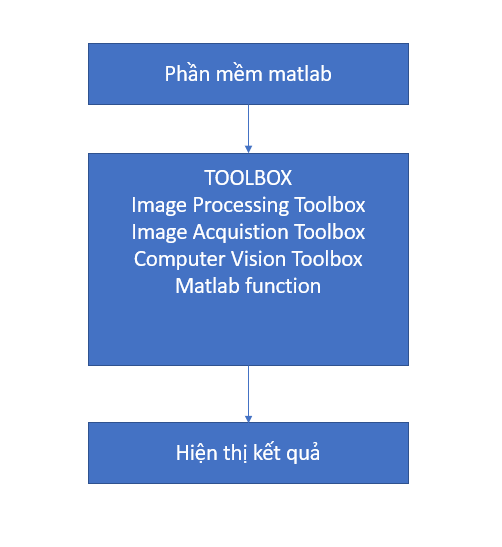 Phần mềm matlab
TOOLBOX
Image Processing Toolbox
Image Acquistion Toolbox
Computer Vision Toolbox
Matlab function
Hiện thị kết quả